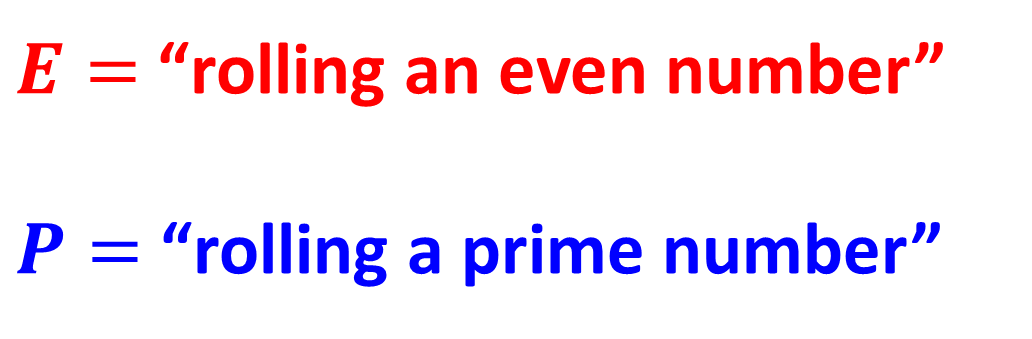 E = “rolling an even number”
P = “rolling a prime number”